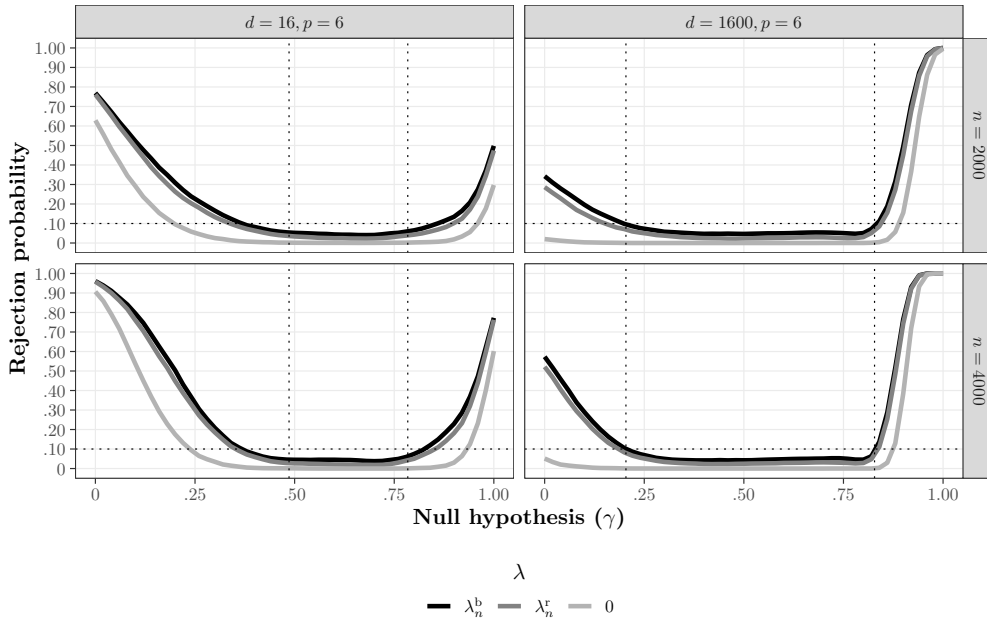 d = 16, p = 6
d = 1600, p = 6
1.00
.90
.80
.70
.60
.50
.40
.30
.20
.10
0
n = 2000
1.00
.90
.80
.70
.60
.50
.40
.30
.20
.10
0
n = 4000
Rejection probability
0 .25 .50 .75 1.00
0 .25 .50 .75 1.00
Null hypothesis (γ)
λ
λₙᵇ λₙʳ 0